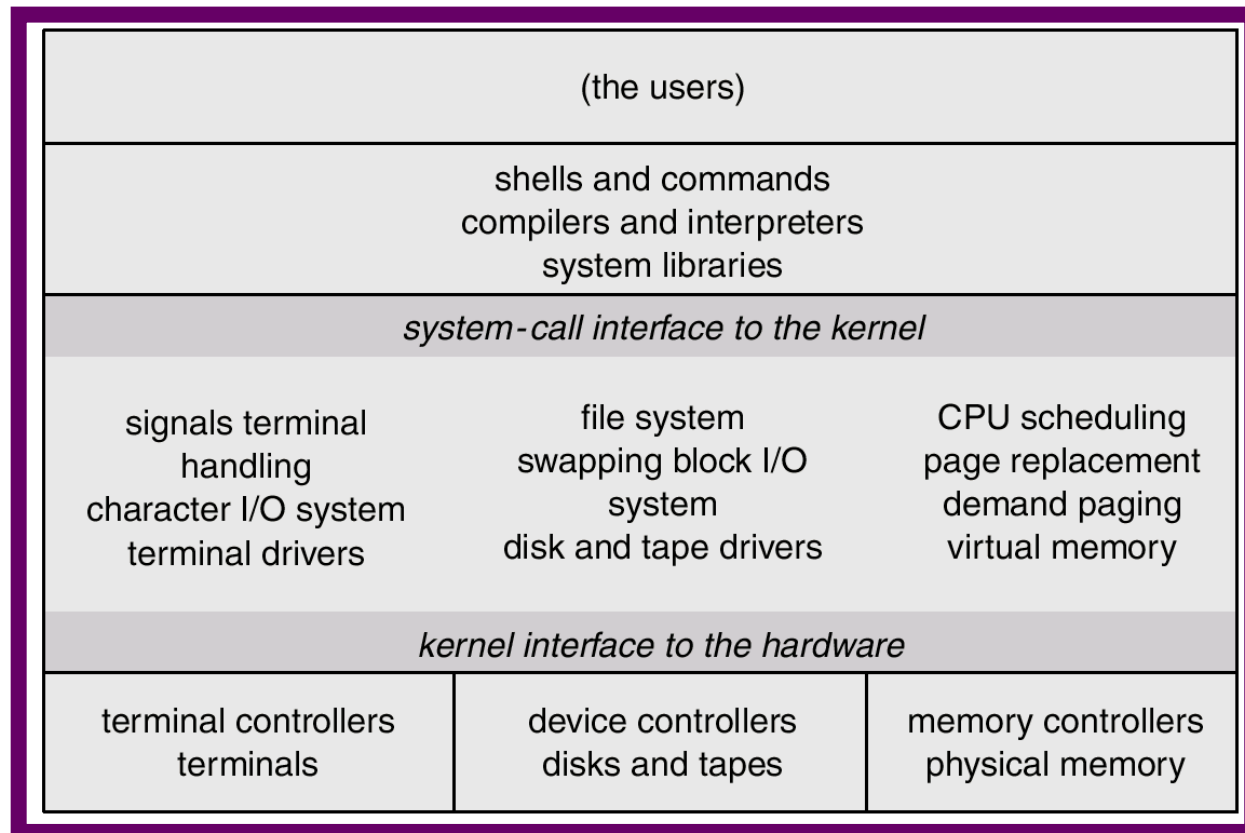 (the users)
shells and commands
compilers and interpreters
system libraries
system-call interface to the kernel
signals terminal
handling
character I/O system
terminal drivers
file system
swapping block I/O
system
disk and tape drivers
CPU scheduling
page replacement
demand paging
virtual memory
kernel interface to the hardware
terminal controllers
terminals
device controllers
disks and tapes
memory controllers
physical memory